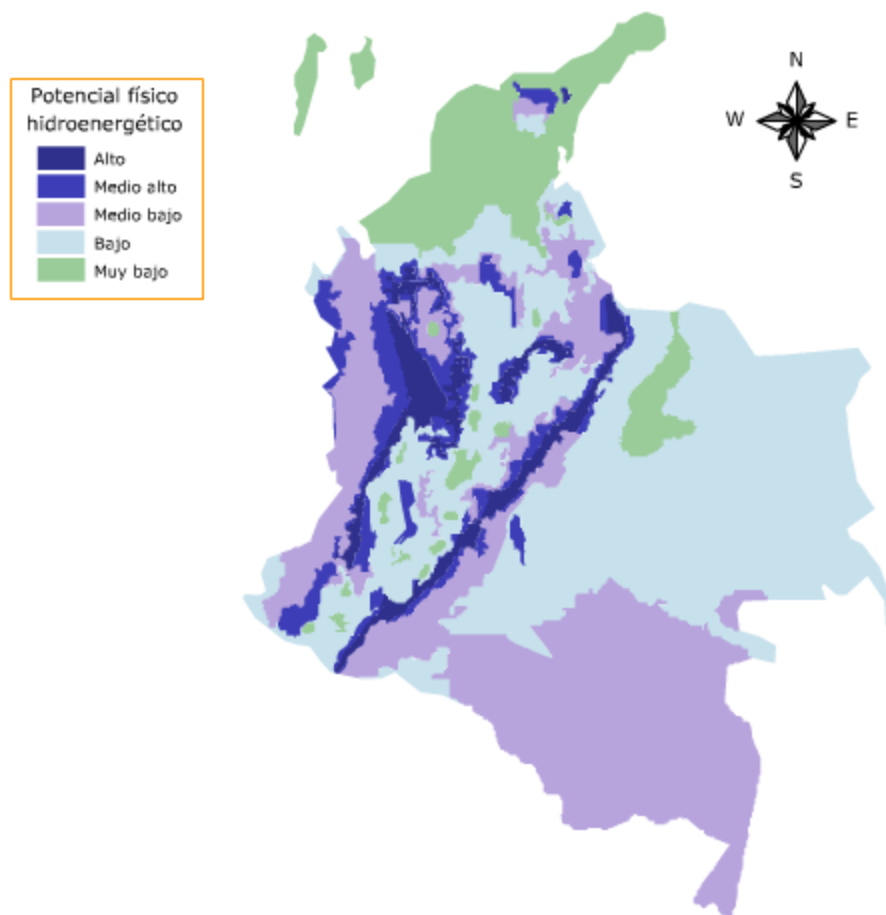 Potencial físico
hidroenergético
Alto
Medio alto
Medio bajo
Bajo
Muy bajo
N
W E
S